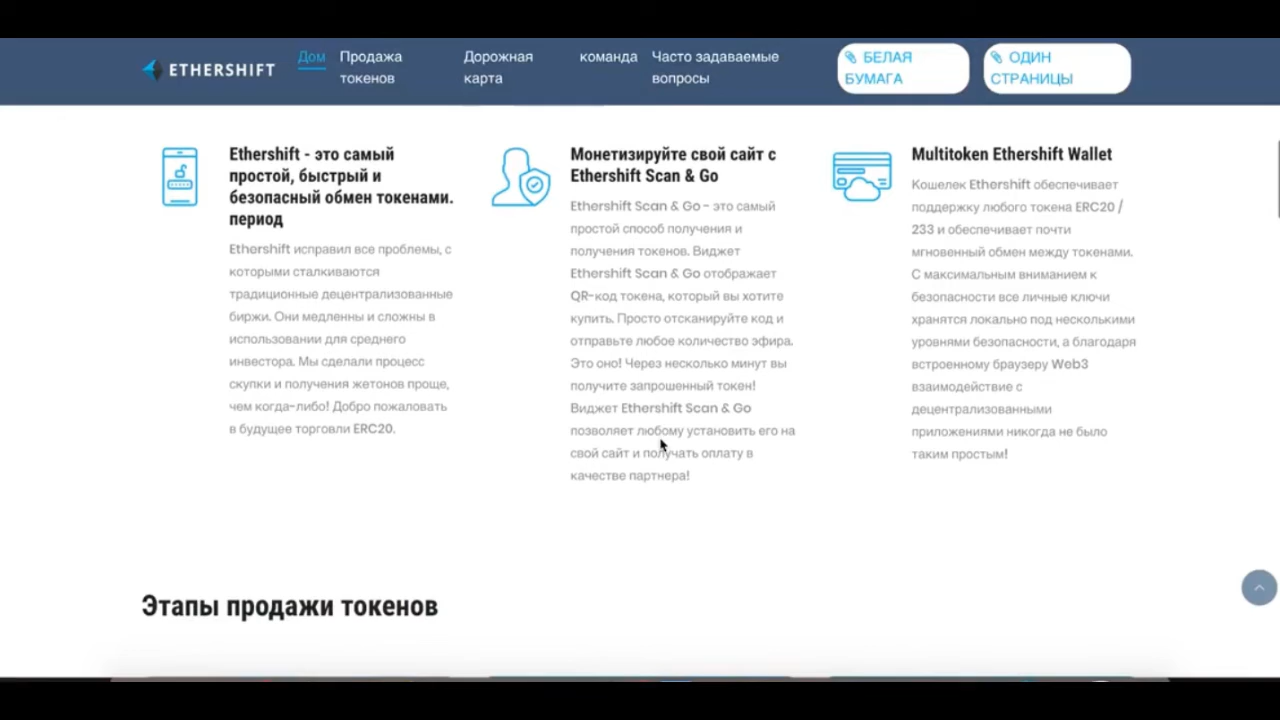 ETHERSHIFT
Дом
Продажа
токенов
Дорожная
карта
команда
Часто задаваемые
вопросы
БЕЛАЯ
БУМАГА
ОДИН
СТРАНИЦЫ
Ethershift - это самый
простой, быстрый и
безопасный обмен токенами.
период
Ethershift исправил все проблемы, с
которыми сталкиваются
традиционные децентрализованные
биржи. Они медленны и сложны в
использовании для среднего
инвестора. Мы сделали процесс
скупки и получения жетонов проще,
чем когда-либо! Добро пожаловать
в будущее торговли ERC20.
Монетизируйте свой сайт с
Ethershift Scan & Go
Ethershift Scan & Go - это самый
простой способ получения и
получения токенов. Виджет
Ethershift Scan & Go отображает
QR-код токена, который вы хотите
купить. Просто отсканируйте код и
отправьте любое количество эфира.
Это оно! Через несколько минут вы
получите запрошенный токен!
Виджет Ethershift Scan & Go
позволяет любому установить его на
свой сайт и получать оплату в
качестве партнера!
Multitoken Ethershift Wallet
Кошелек Ethershift обеспечивает
поддержку любого токена ERC20 /
233 и обеспечивает почти
мгновенный обмен между токенами.
С максимальным вниманием к
безопасности все личные ключи
хранятся локально под несколькими
уровнями безопасности, а благодаря
встроенному браузеру Web3
взаимодействие с
децентрализованными
приложениями никогда не было
таким простым!
Этапы продажи токенов